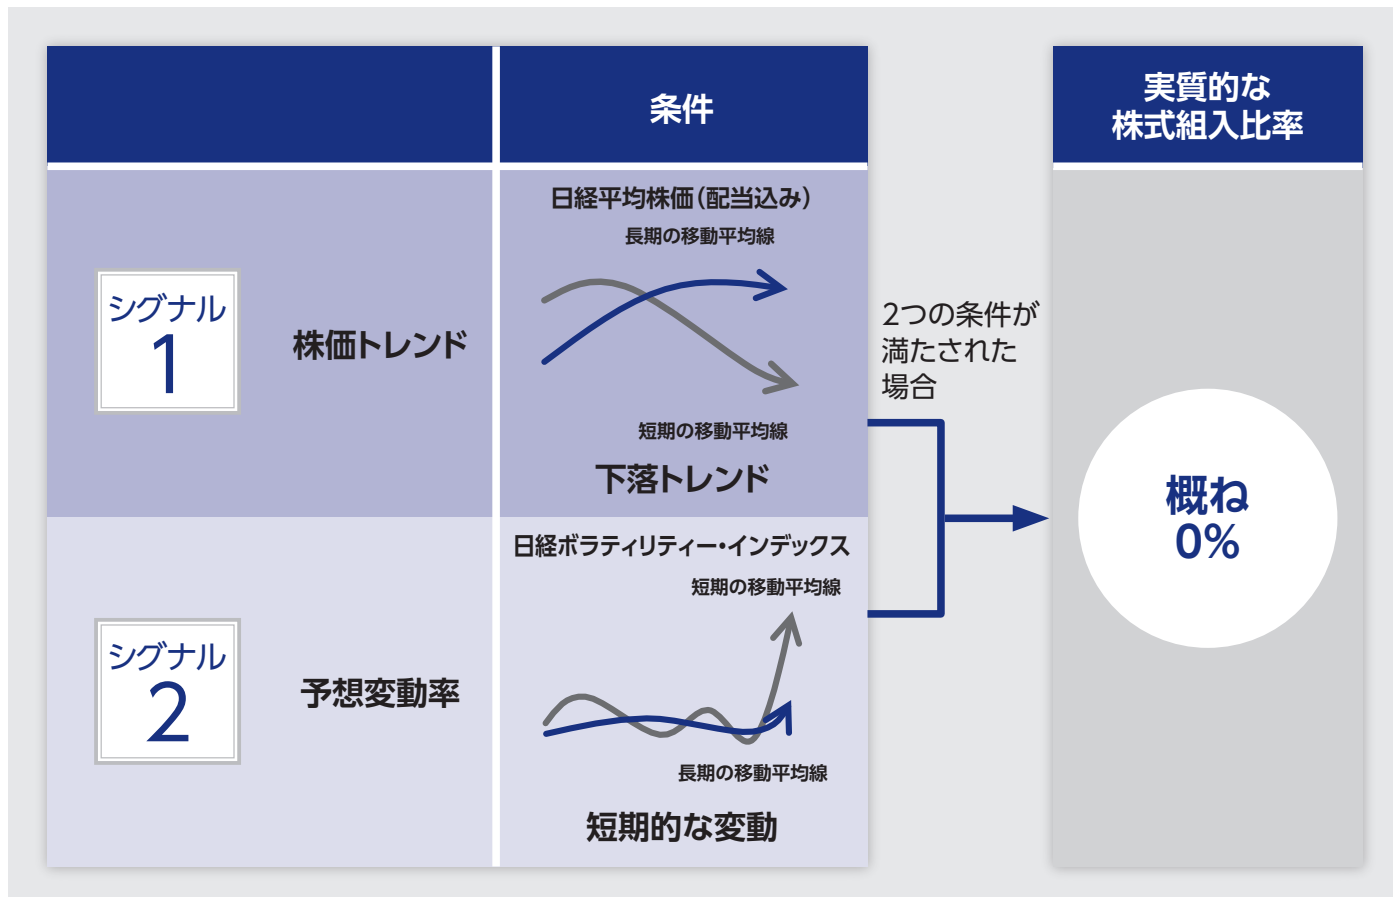 条件
実質的な
株式組入比率
シグナル
1
株価トレンド
日経平均株価(配当込み)
長期の移動平均線
短期の移動平均線
下落トレンド
シグナル
2
予想変動率
日経ボラティリティー・インデックス
短期の移動平均線
長期の移動平均線
短期的な変動
2つの条件が
満たされた
場合
概ね
0%